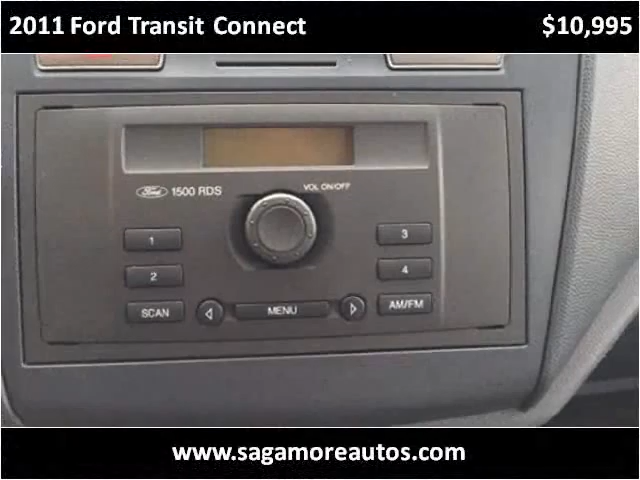 2011 Ford Transit Connect $10,995
Ford 1500 RDS VOL ON/OFF
1 3
2 4
SCAN MENU AM/FM
www.sagamoreautos.com